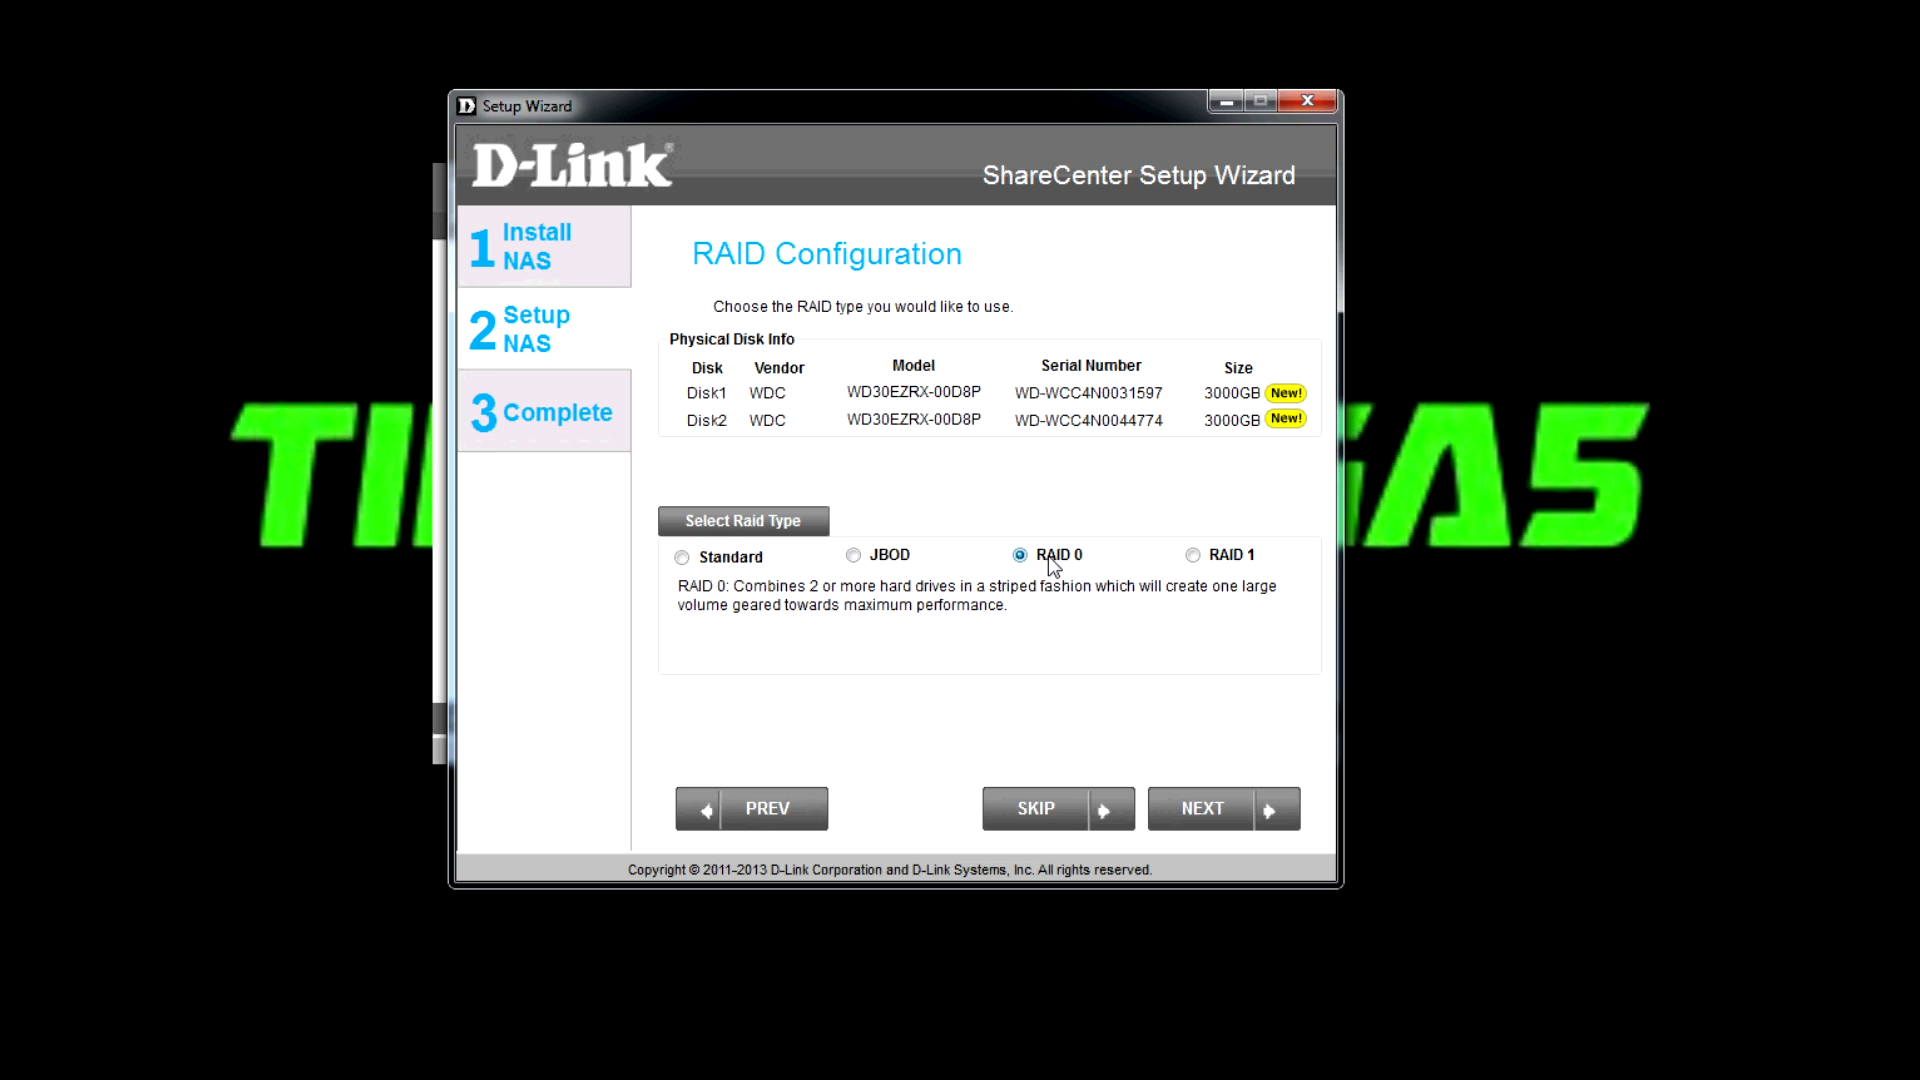 Setup Wizard
D-Link®
ShareCenter Setup Wizard
1 Install NAS
2 Setup NAS
3 Complete
RAID Configuration
Choose the RAID type you would like to use.
Physical Disk Info
Disk Vendor Model Serial Number Size
Disk1 WDC WD30EZRX-00D8P WD-WCC4N0031597 3000GB New!
Disk2 WDC WD30EZRX-00D8P WD-WCC4N0044774 3000GB New!
Select Raid Type
Standard JBOD RAID 0 RAID 1
RAID 0: Combines 2 or more hard drives in a striped fashion which will create one large
volume geared towards maximum performance.
PREV SKIP NEXT
Copyright © 2011-2013 D-Link Corporation and D-Link Systems, Inc. All rights reserved.